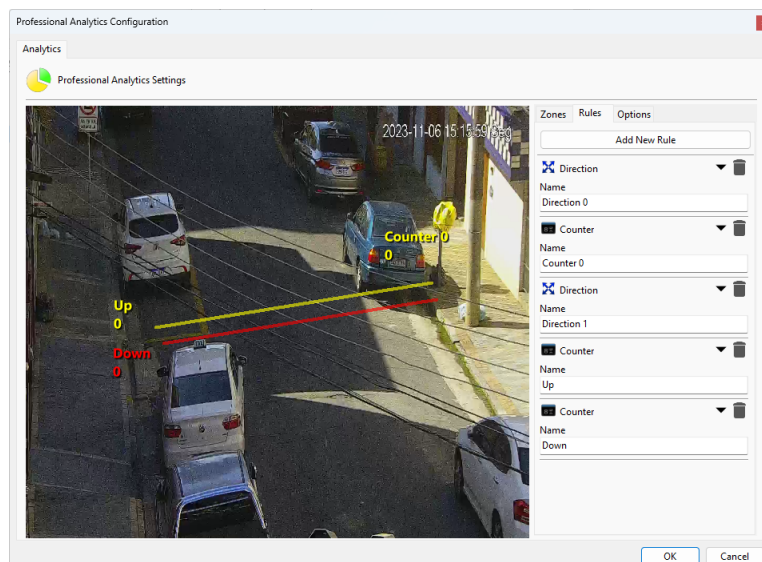 Professional Analytics Configuration
Analytics
Professional Analytics Settings
2023-11-06 15:15:59
Counter 0
0
Up
0
Down
0
Zones
Rules
Options
Add New Rule
Direction
Name
Direction 0
Counter
Name
Counter 0
Direction
Name
Direction 1
Counter
Name
Up
Counter
Name
Down
OK
Cancel